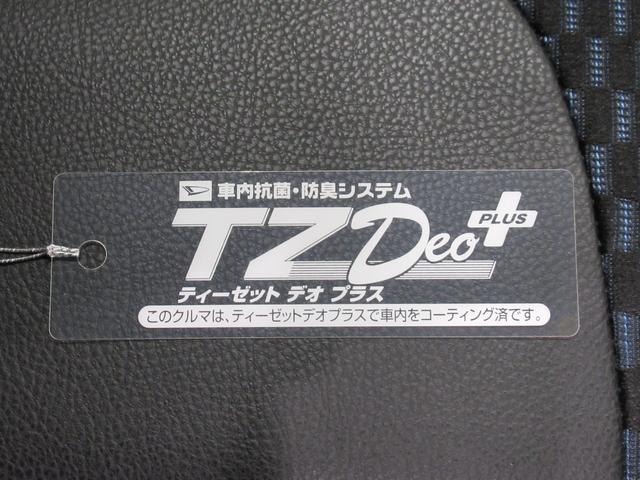 車内抗菌・防臭システム
TZ Deo PLUS
ティーゼット デオ プラス
このクルマは、ティーゼットデオプラスで車内をコーティング済です。